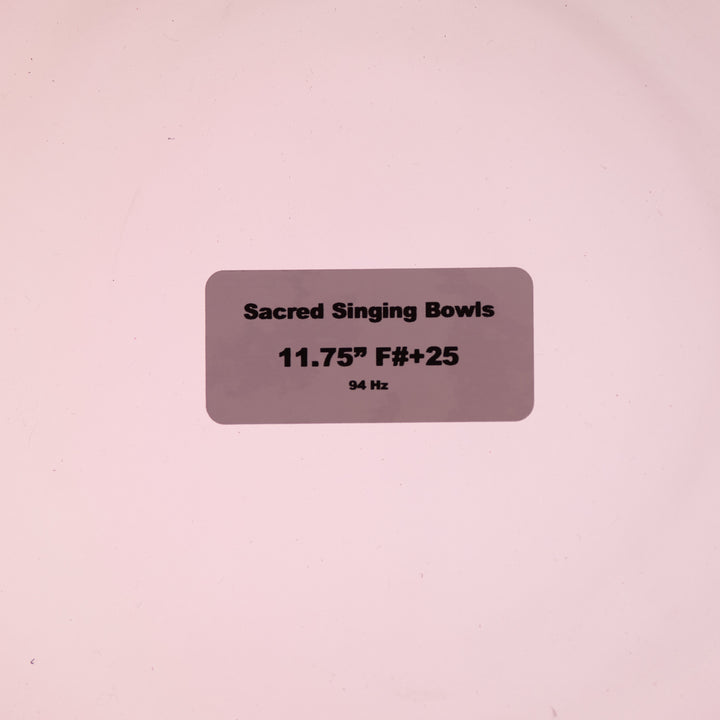 Sacred Singing Bowls
11.75” F#+25
94 Hz